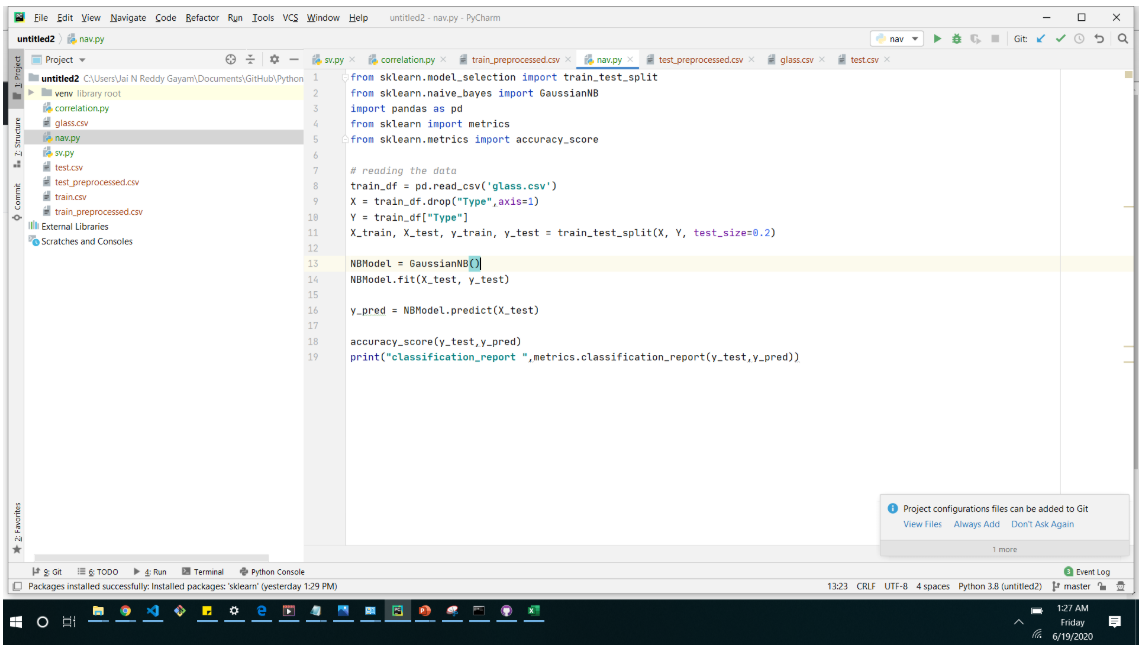 File Edit View Navigate Code Refactor Run Tools VCS Window Help untitled2 - nav.py - PyCharm
untitled2 nav.py
nav Git:
Project
sv.py correlation.py train_preprocessed.csv nav.py test_preprocessed.csv glass.csv test.csv
1: Project
7: Structure
Commit
2: Favorites
untitled2 C:\Users\Jai N Reddy Gayam\Documents\GitHub\Python
venv library root
correlation.py
glass.csv
nav.py
sv.py
test.csv
test_preprocessed.csv
train.csv
train_preprocessed.csv
External Libraries
Scratches and Consoles
1 from sklearn.model_selection import train_test_split
2 from sklearn.naive_bayes import GaussianNB
3 import pandas as pd
4 from sklearn import metrics
5 from sklearn.metrics import accuracy_score
6
7 # reading the data
8 train_df = pd.read_csv('glass.csv')
9 X = train_df.drop("Type",axis=1)
10 Y = train_df["Type"]
11 X_train, X_test, y_train, y_test = train_test_split(X, Y, test_size=0.2)
12
13 NBModel = GaussianNB()
14 NBModel.fit(X_test, y_test)
15
16 y_pred = NBModel.predict(X_test)
17
18 accuracy_score(y_test,y_pred)
19 print("classification_report ",metrics.classification_report(y_test,y_pred))
Project configurations files can be added to Git
View Files Always Add Don't Ask Again
1 more
9: Git 6: TODO 4: Run Terminal Python Console 3 Event Log
Packages installed successfully: Installed packages: 'sklearn' (yesterday 1:29 PM) 13:23 CRLF UTF-8 4 spaces Python 3.8 (untitled2) master
1:27 AM
Friday
6/19/2020